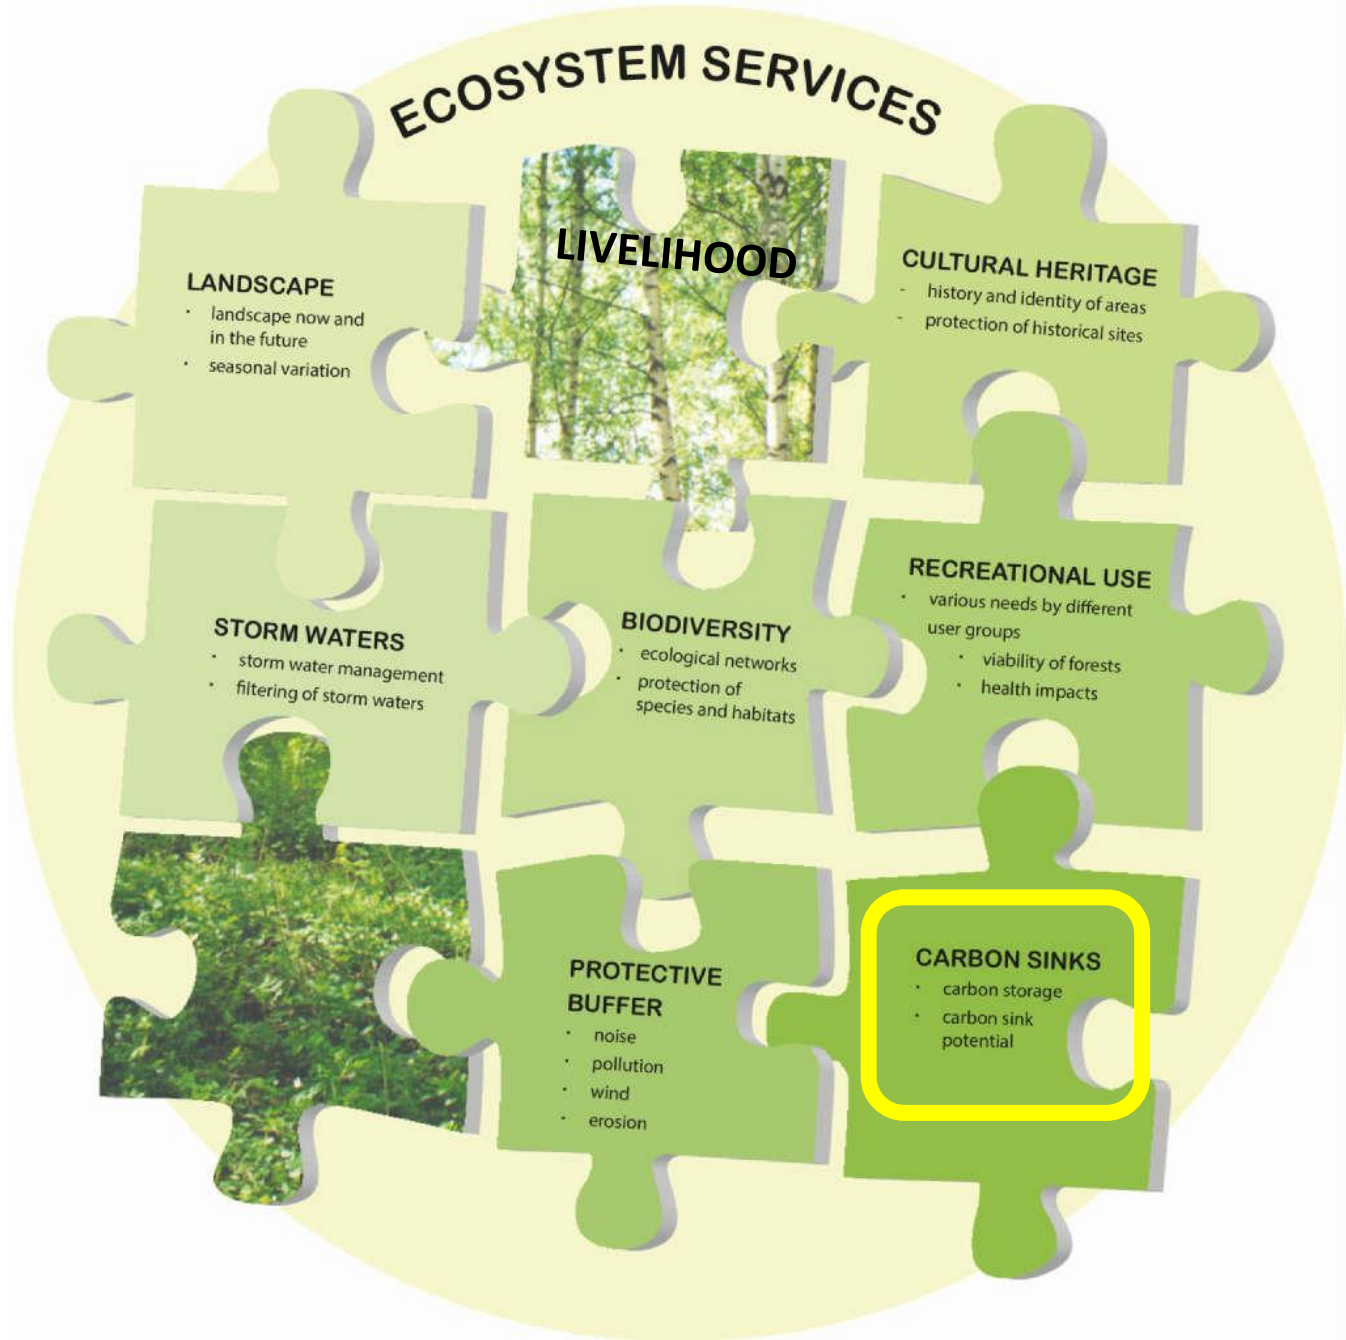 ECOSYSTEM SERVICES
LANDSCAPE
· landscape now and
in the future
· seasonal variation
LIVELIHOOD
CULTURAL HERITAGE
- history and identity of areas
- protection of historical sites
STORM WATERS
· storm water management
· filtering of storm waters
BIODIVERSITY
· ecological networks
· protection of
species and habitats
RECREATIONAL USE
· various needs by different
user groups
· viability of forests
· health impacts
PROTECTIVE
BUFFER
· noise
· pollution
· wind
· erosion
CARBON SINKS
· carbon storage
· carbon sink
potential